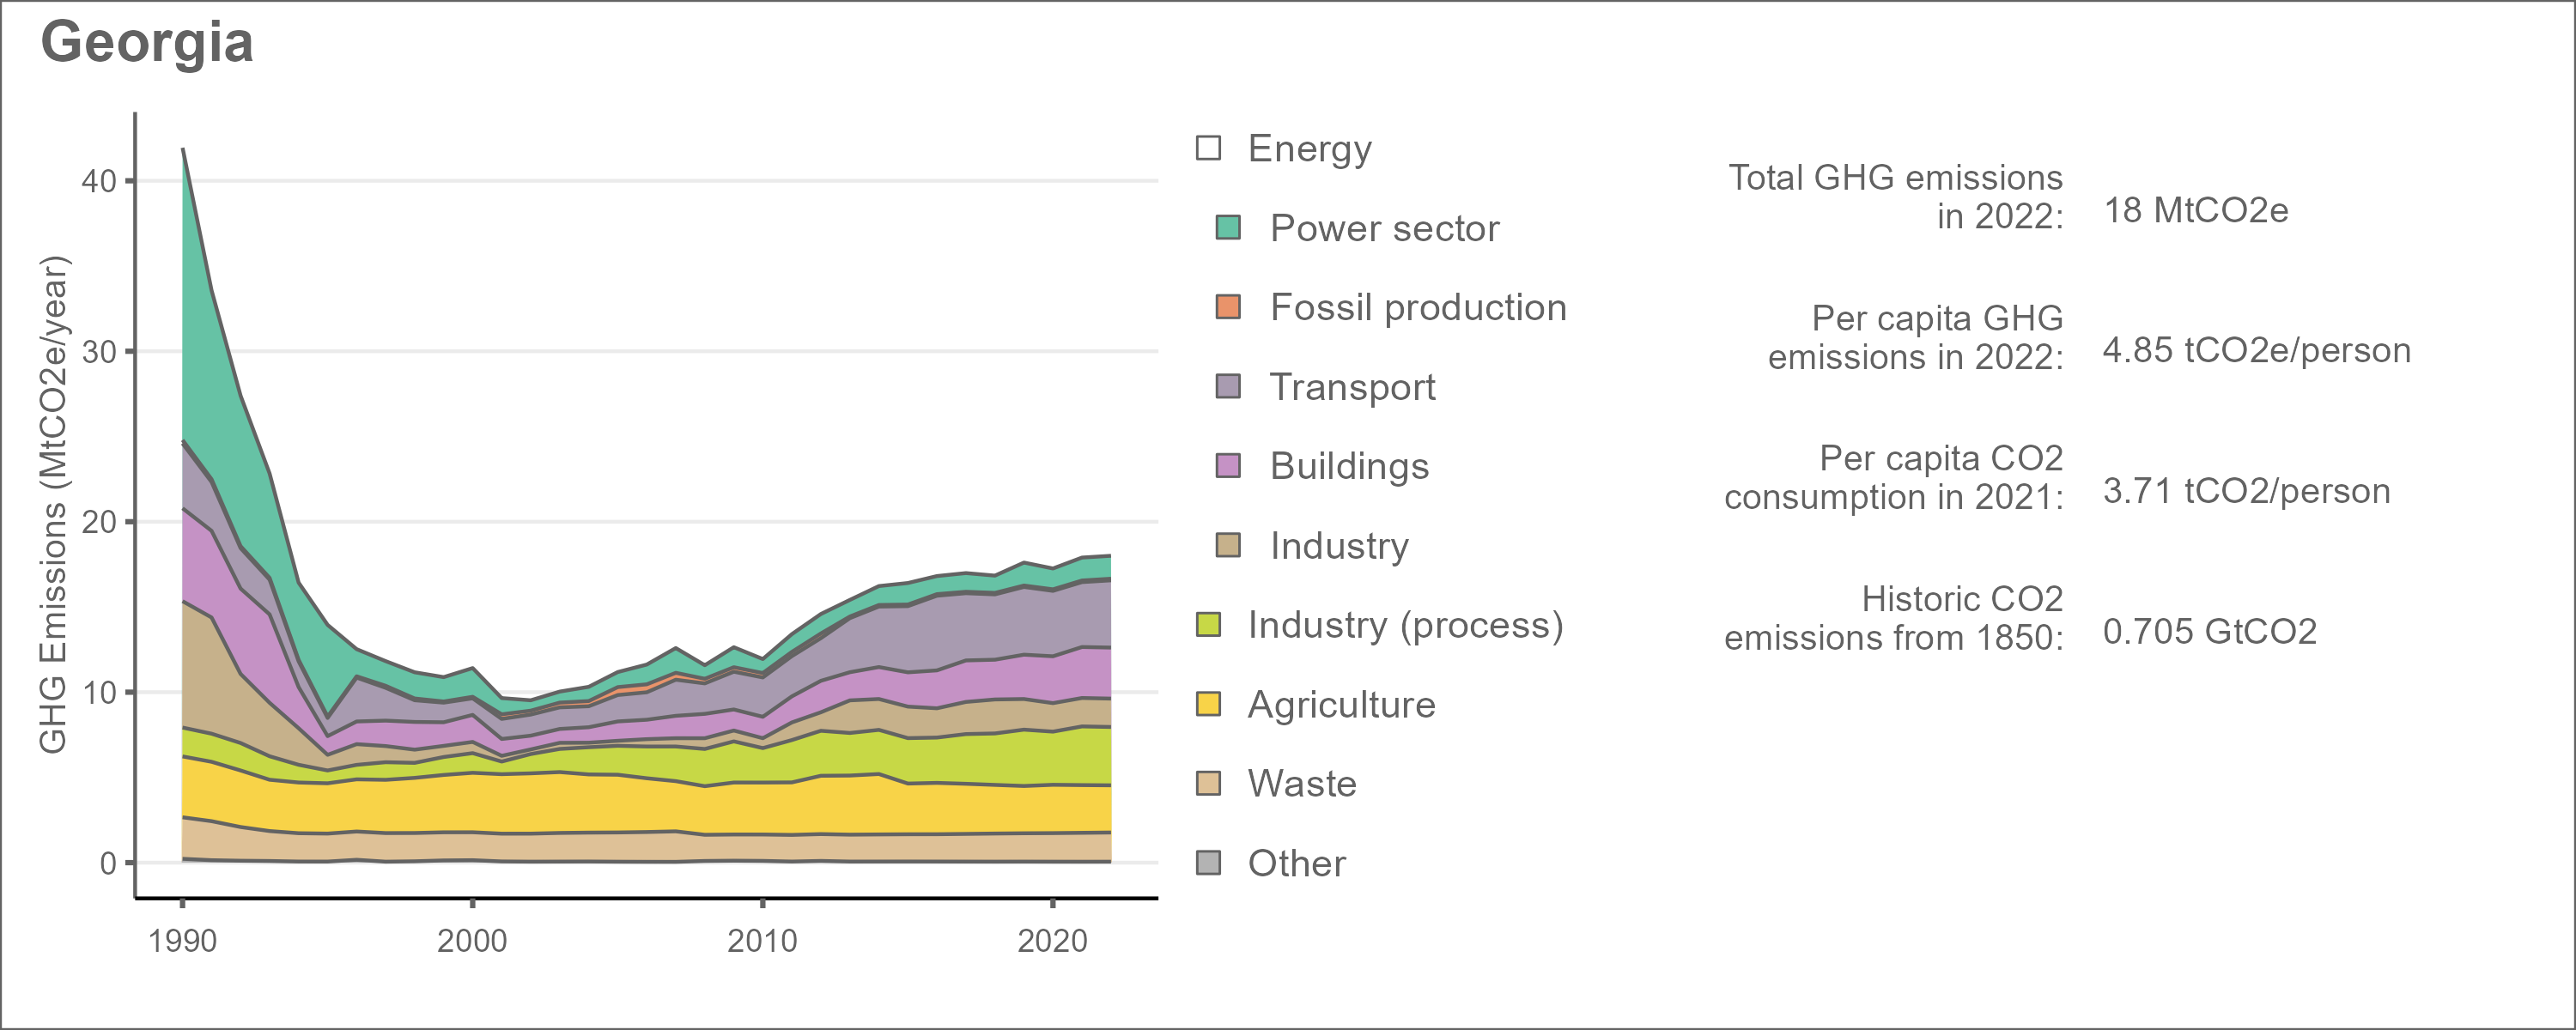 Georgia
GHG Emissions (MtCO2e/year)
40
30
20
10
0
1990
2000
2010
2020
Energy
Power sector
Fossil production
Transport
Buildings
Industry
Industry (process)
Agriculture
Waste
Other
Total GHG emissions
in 2022:
18 MtCO2e
Per capita GHG
emissions in 2022:
4.85 tCO2e/person
Per capita CO2
consumption in 2021:
3.71 tCO2/person
Historic CO2
emissions from 1850:
0.705 GtCO2